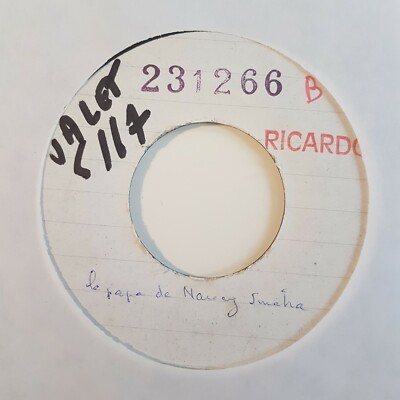 VALET
117
231266 B
RICARDO
le papa de Nancy Sinatra